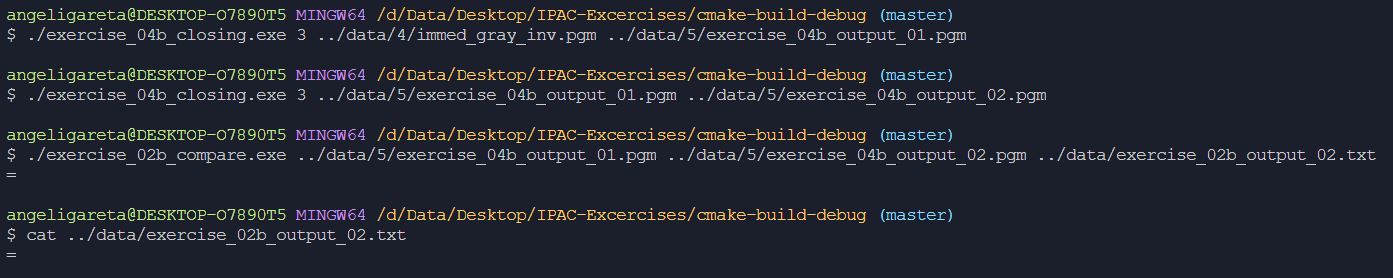 angeligareta@DESKTOP-O7890T5 MINGW64 /d/Data/Desktop/IPAC-Excercises/cmake-build-debug (master)
$ ./exercise_04b_closing.exe 3 ../data/4/immed_gray_inv.pgm ../data/5/exercise_04b_output_01.pgm
angeligareta@DESKTOP-O7890T5 MINGW64 /d/Data/Desktop/IPAC-Excercises/cmake-build-debug (master)
$ ./exercise_04b_closing.exe 3 ../data/5/exercise_04b_output_01.pgm ../data/5/exercise_04b_output_02.pgm
angeligareta@DESKTOP-O7890T5 MINGW64 /d/Data/Desktop/IPAC-Excercises/cmake-build-debug (master)
$ ./exercise_02b_compare.exe ../data/5/exercise_04b_output_01.pgm ../data/5/exercise_04b_output_02.pgm ../data/exercise_02b_output_02.txt
=
angeligareta@DESKTOP-O7890T5 MINGW64 /d/Data/Desktop/IPAC-Excercises/cmake-build-debug (master)
$ cat ../data/exercise_02b_output_02.txt
=